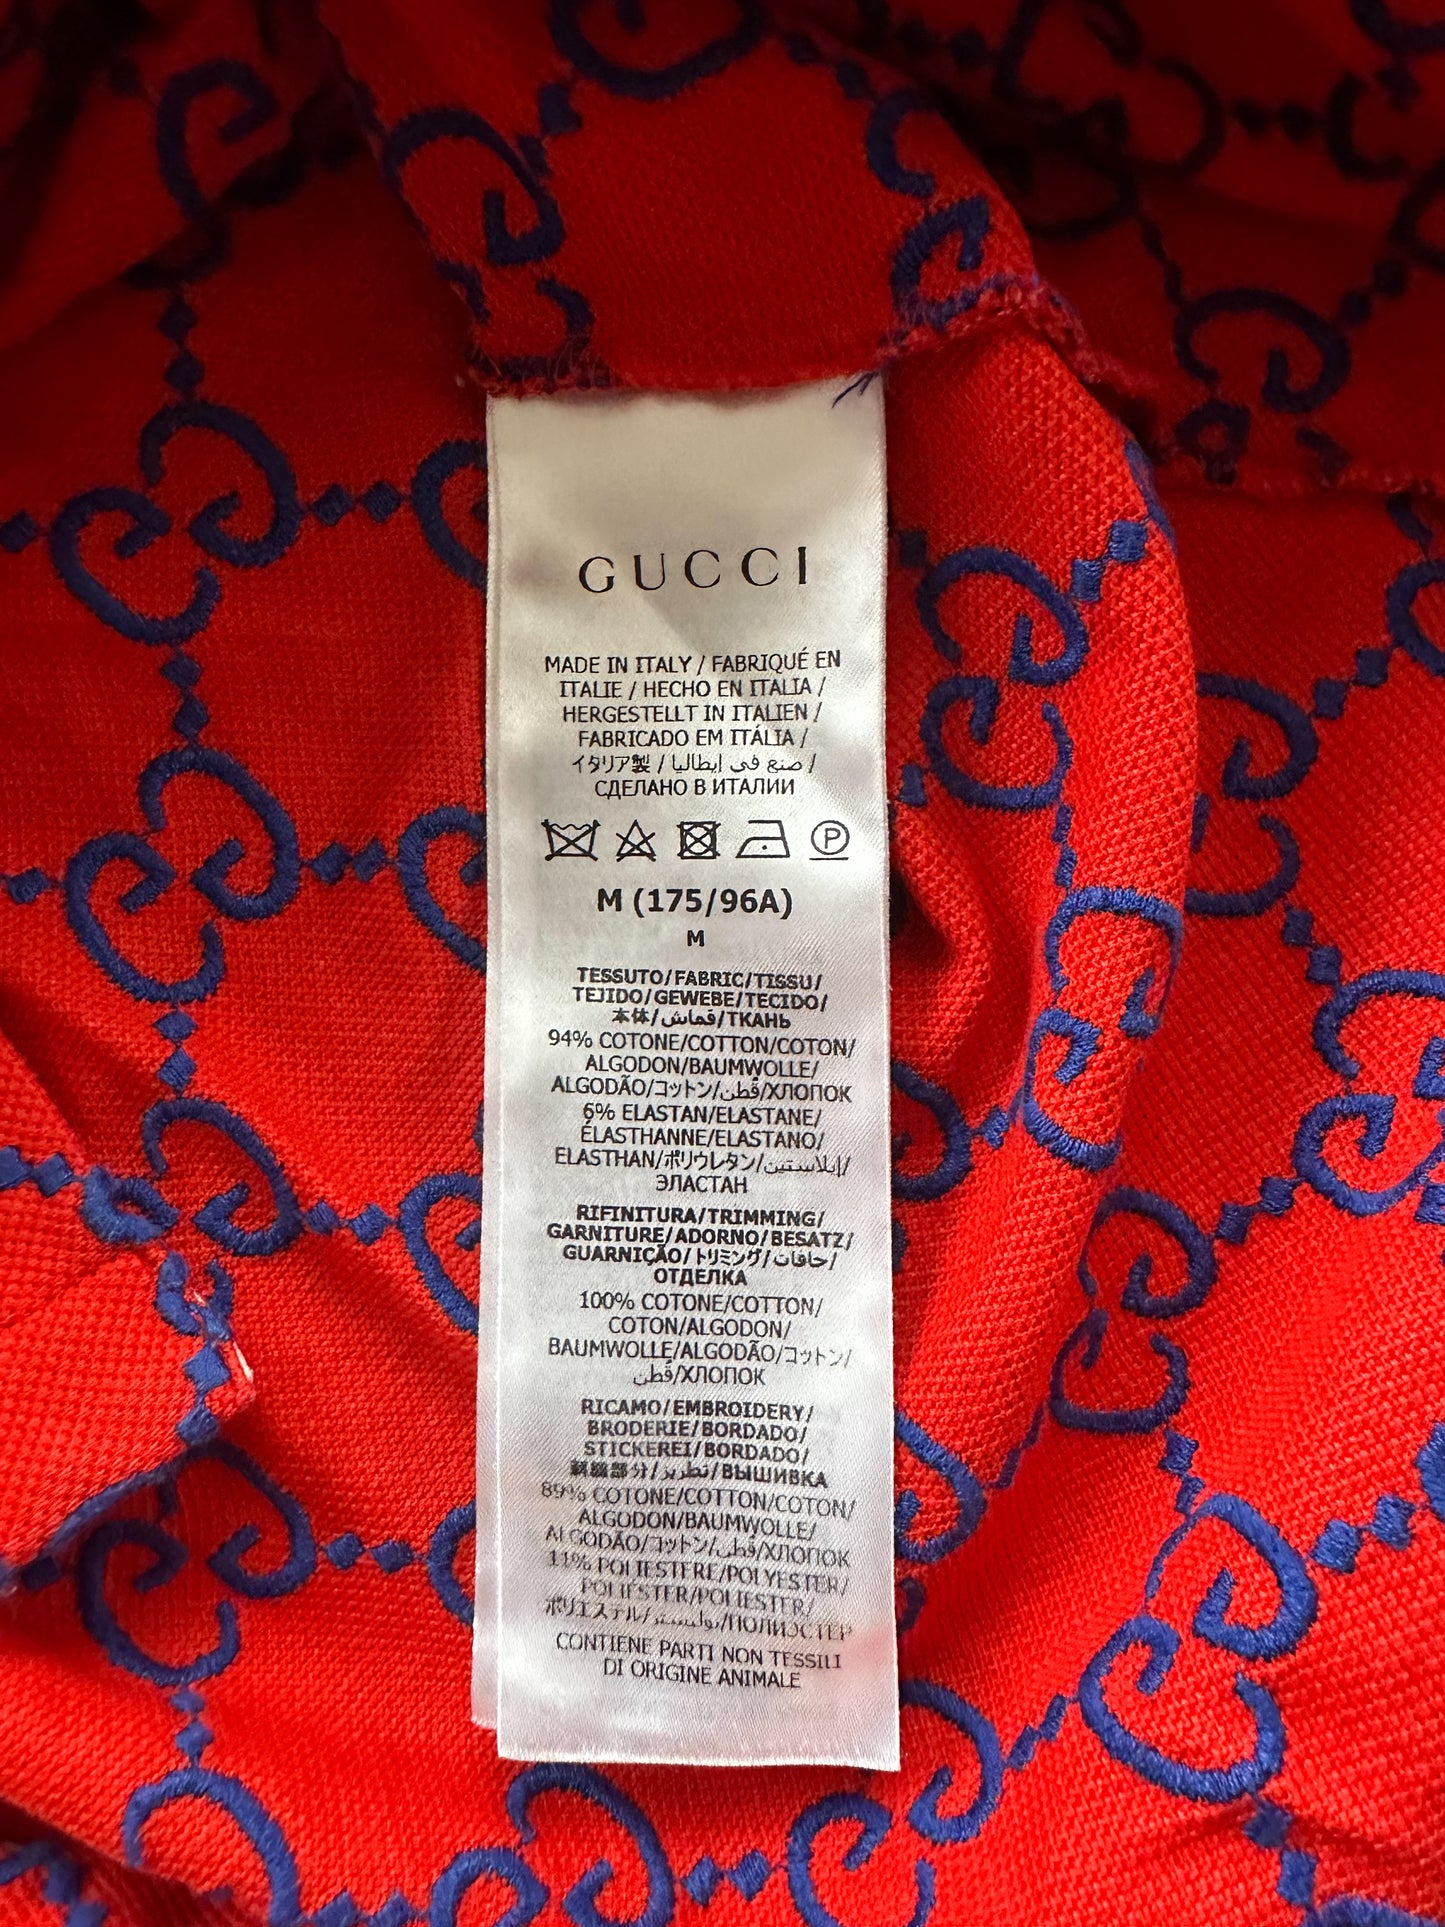 GUCCI
MADE IN ITALY / FABRIQUÉ EN
ITALIE / HECHO EN ITALIA /
HERGESTELLT IN ITALIEN /
FABRICADO EM ITÁLIA /
イタリア製 / صنع في إيطاليا /
СДЕЛАНО В ИТАЛИИ
P
M (175/96A)
M
TESSUTO/FABRIC/TISSU/
TEJIDO/GEWEBE/TECIDO/
本体/قماش/ТКАНЬ
94% COTONE/COTTON/COTON/
ALGODON/BAUMWOLLE/
ALGODÃO/コットン/قطن/ХЛОПОК
6% ELASTAN/ELASTANE/
ÉLASTHANNE/ELASTANO/
ELASTHAN/ポリウレタン/إيلاستين/
ЭЛАСТАН
RIFINITURA/TRIMMING/
GARNITURE/ADORNO/BESATZ/
GUARNIÇÃO/トリミング/حافات/
ОТДЕЛКА
100% COTONE/COTTON/
COTON/ALGODON/
BAUMWOLLE/ALGODÃO/コットン/
قطن/ХЛОПОК
RICAMO/EMBROIDERY/
BRODERIE/BORDADO/
STICKEREI/BORDADO/
刺繍部分/تطريز/ВЫШИВКА
89% COTONE/COTTON/COTON/
ALGODON/BAUMWOLLE/
ALGODÃO/コットン/قطن/ХЛОПОК
11% POLIESTERE/POLYESTER/
POLIESTER/POLIESTER/
ポリエステル/بوليستر/ПОЛИЭСТЕР
CONTIENE PARTI NON TESSILI
DI ORIGINE ANIMALE